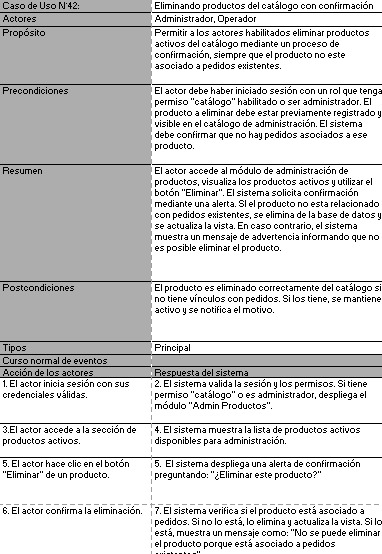 Caso de Uso N°42: Eliminando productos del catálogo con confirmación
Actores Administrador, Operador
Propósito Permitir a los actores habilitados eliminar productos
activos del catálogo mediante un proceso de
confirmación, siempre que el producto no este
asociado a pedidos existentes.
Precondiciones El actor debe haber iniciado sesión con un rol que tenga
permiso "catálogo" habilitado o ser administrador. El
producto a eliminar debe estar previamente registrado y
visible en el catálogo de administración. El sistema
debe confirmar que no hay pedidos asociados a ese
producto.
Resumen El actor accede al módulo de administración de
productos, visualiza los productos activos y utilizar el
botón "Eliminar". El sistema solicita confirmación
mediante una alerta. SI el producto no esta relacionado
con pedidos existentes, se elimina de la base de datos y
se actualiza la vista. En caso contrario, el sistema
muestra un mensaje de advertencia informando que no
es posible eliminar el producto.
Postcondiciones El producto es eliminado correctamente del catálogo si
no tiene vínculos con pedidos. Si los tiene, se mantiene
activo y se notifica el motivo.
Tipos Principal
Curso normal de eventos
Acción de los actores Respuesta del sistema
1. El actor inicia sesión con sus
credenciales válidas.
2. El sistema valida la sesión y los permisos. Si tiene
permiso "catálogo" o es administrador, despliega el
módulo "Admin Productos".
3.El actor accede a la sección de
productos activos.
4. El sistema muestra la lista de productos activos
disponibles para administración.
5. El actor hace clic en el botón
"Eliminar" de un producto.
5. El sistema despliega una alerta de confirmación
preguntando: "¿Eliminar este producto?"
6. El actor confirma la eliminación.
7. El sistema verifica si el producto está asociado a
pedidos. Si no lo está, lo elimina y actualiza la vista. Si lo
está, muestra un mensaje como: "No se puede eliminar
el producto porque está asociado a pedidos